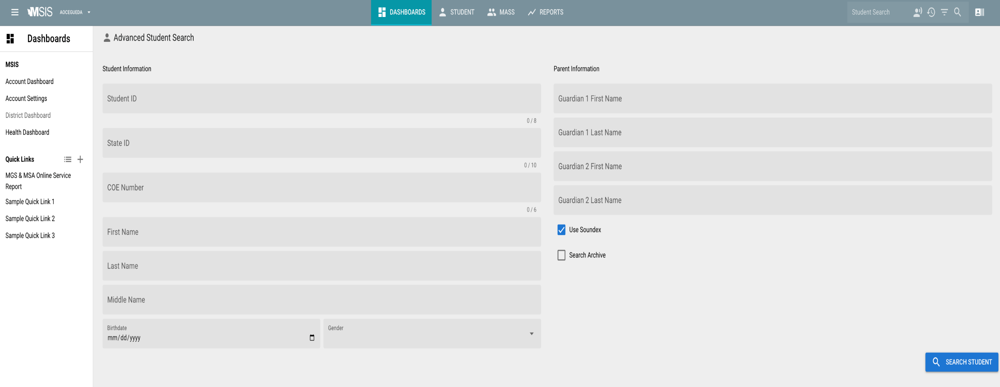 MSIS AOCEGUEDA DASHBOARDS STUDENT MASS REPORTS Student Search
Dashboards
MSIS
Account Dashboard
Account Settings
District Dashboard
Health Dashboard
Quick Links
MGS & MSA Online Service
Report
Sample Quick Link 1
Sample Quick Link 2
Sample Quick Link 3
Advanced Student Search
Student Information
Student ID
0 / 8
State ID
0 / 10
COE Number
0 / 6
First Name
Last Name
Middle Name
Birthdate
mm/dd/yyyy
Gender
Parent Information
Guardian 1 First Name
Guardian 1 Last Name
Guardian 2 First Name
Guardian 2 Last Name
Use Soundex
Search Archive
SEARCH STUDENT